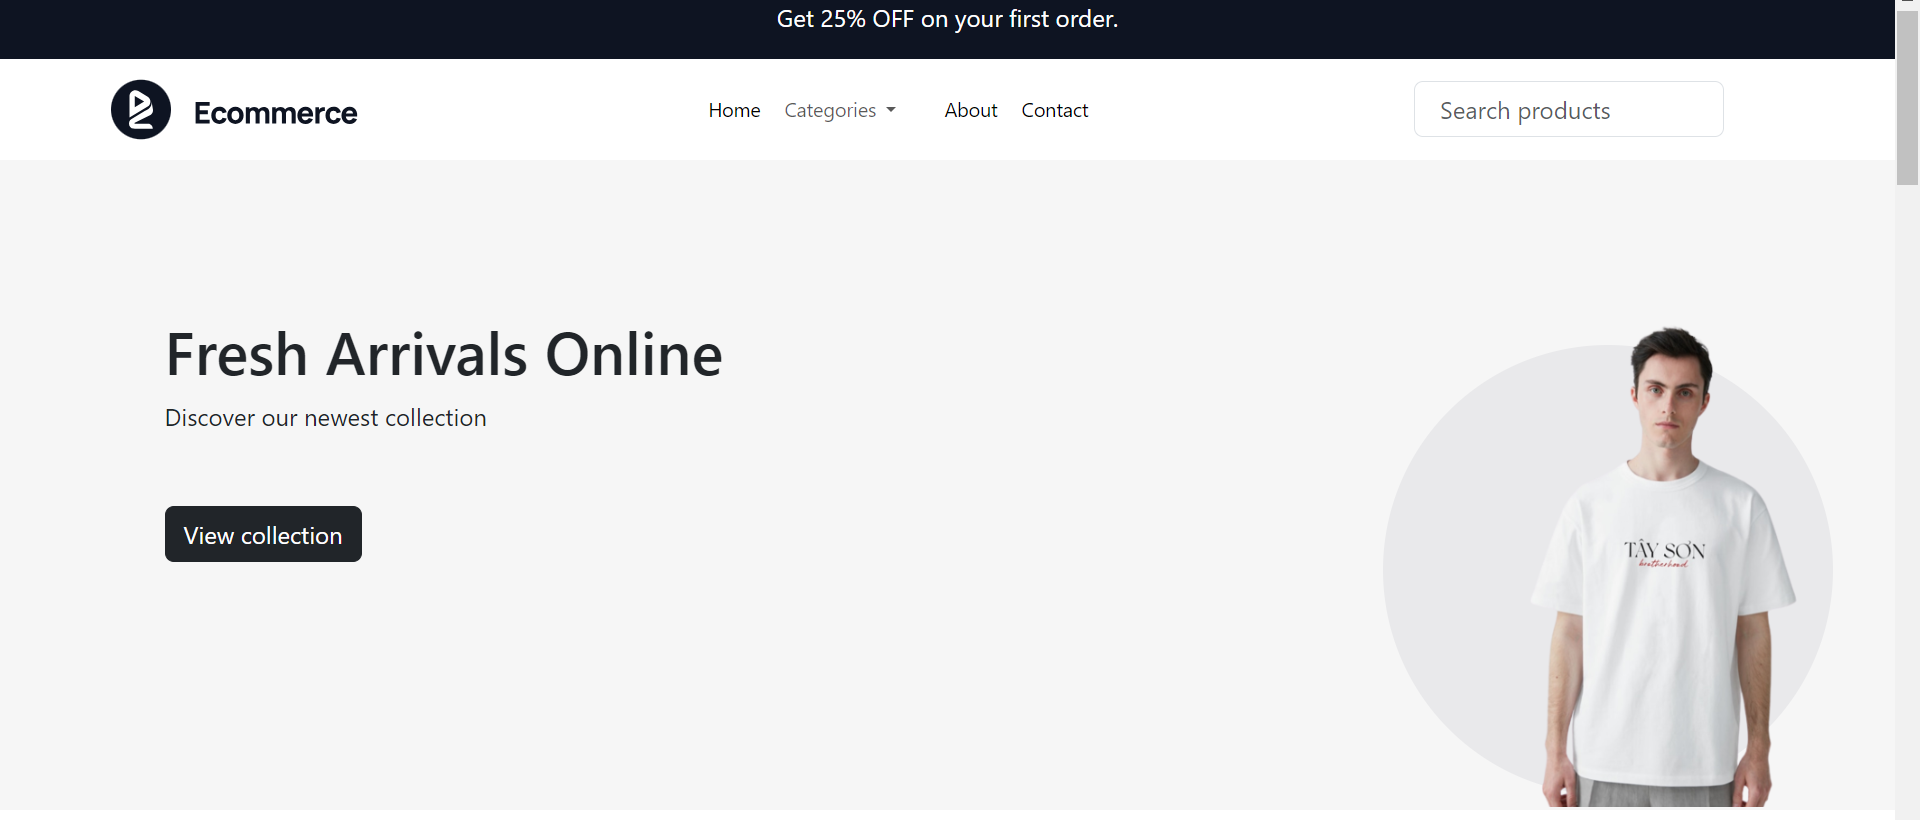 Get 25% OFF on your first order.
Ecommerce
Home Categories About Contact
Search products
Fresh Arrivals Online
Discover our newest collection
View collection
TÂY SƠN
brotherhood